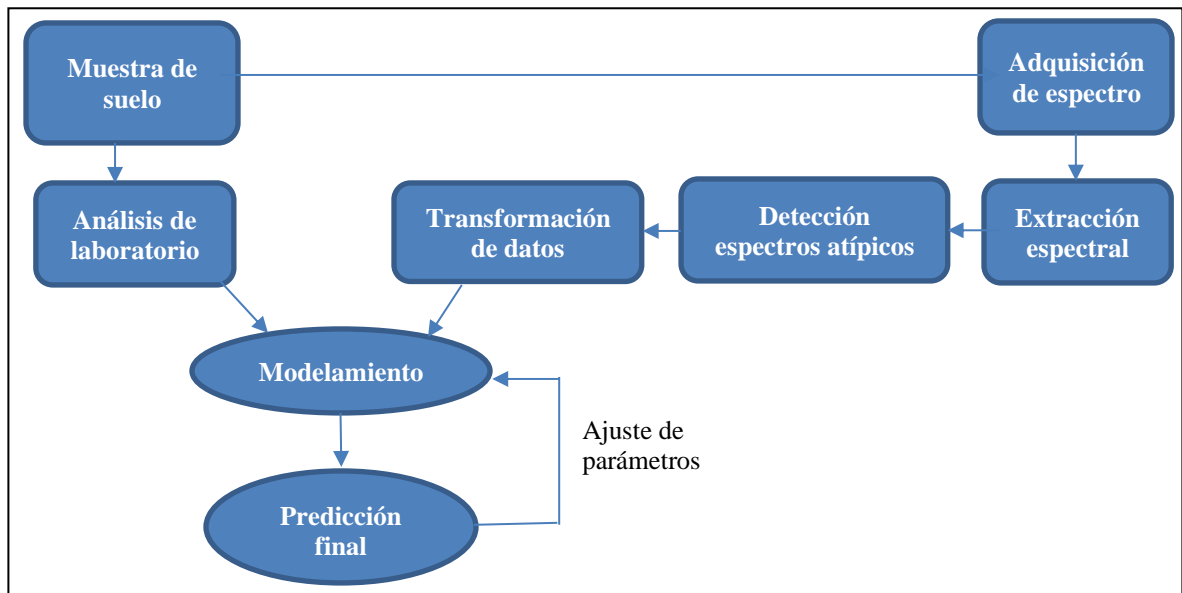 Muestra de
suelo
Adquisición
de espectro
Análisis de
laboratorio
Transformación
de datos
Detección
espectros atípicos
Extracción
espectral
Modelamiento
Ajuste de
parámetros
Predicción
final